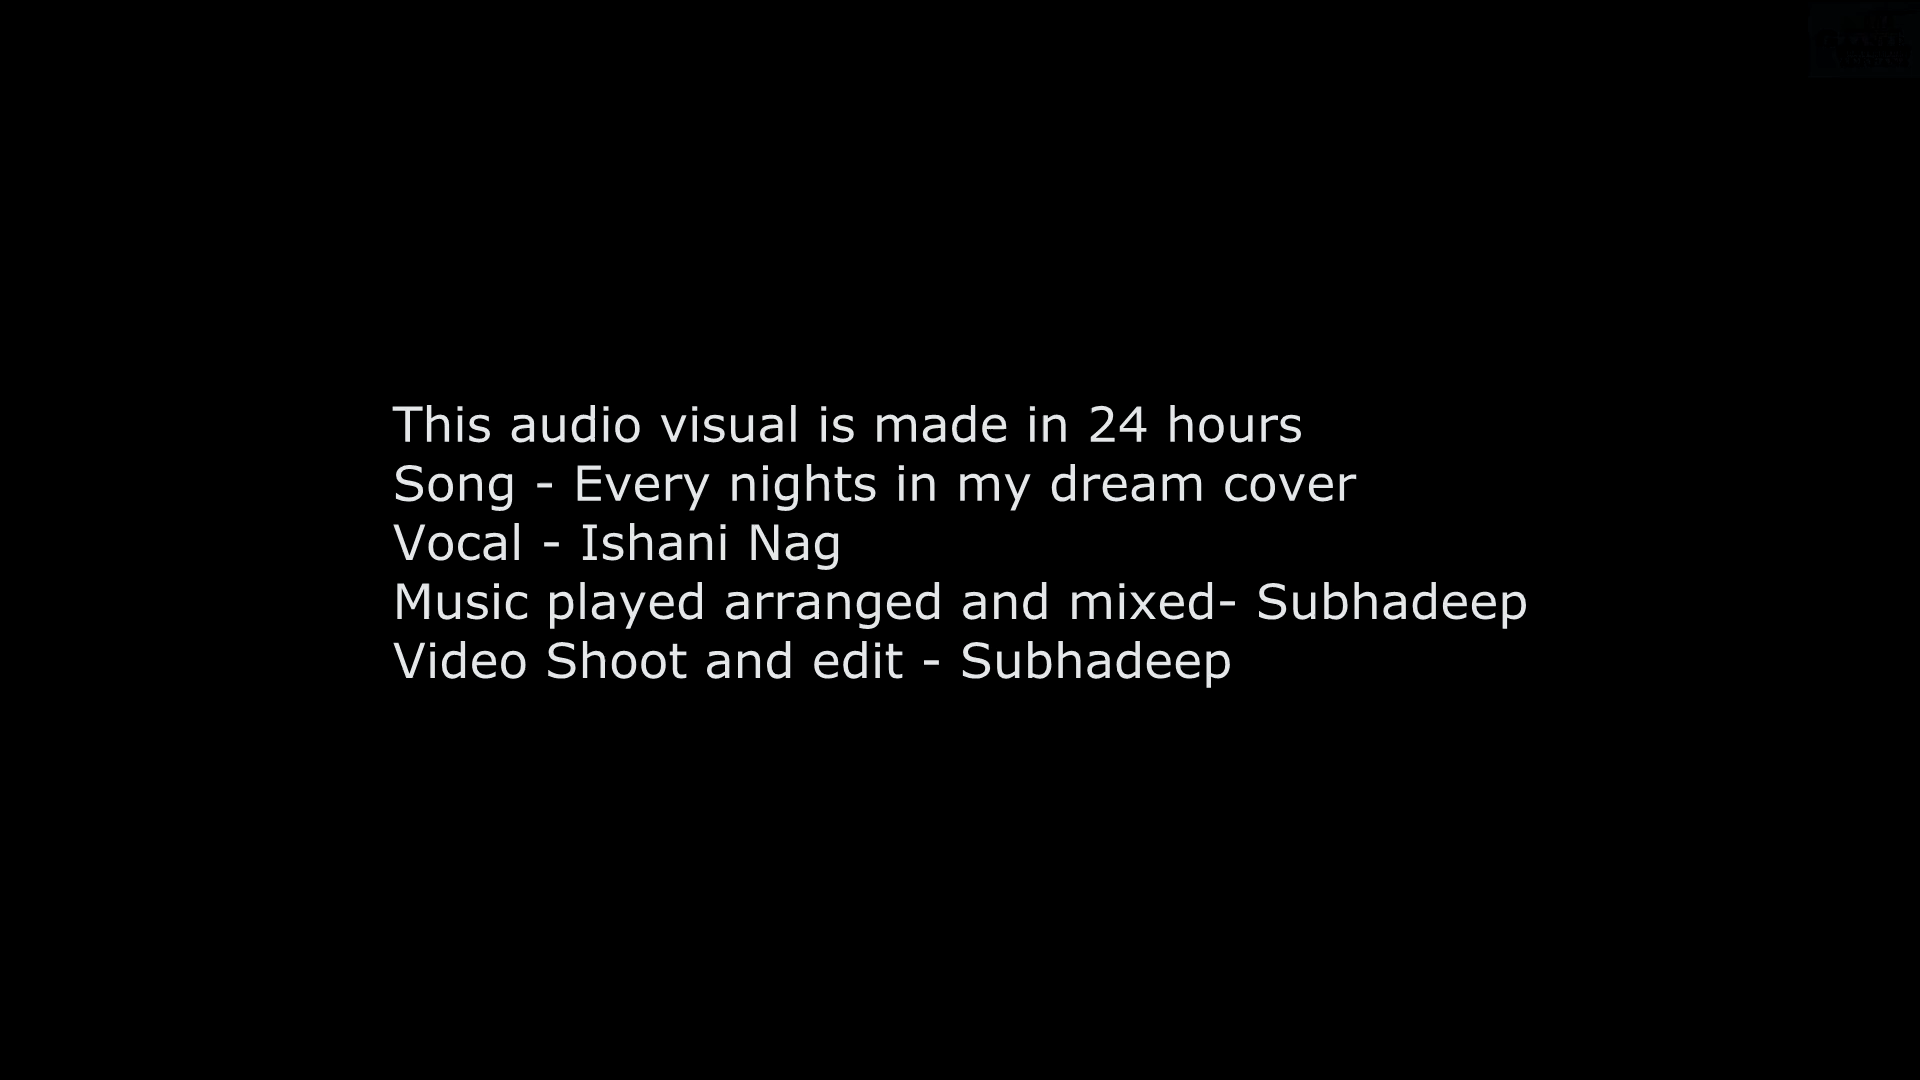 This audio visual is made in 24 hours
Song - Every nights in my dream cover
Vocal - Ishani Nag
Music played arranged and mixed- Subhadeep
Video Shoot and edit - Subhadeep